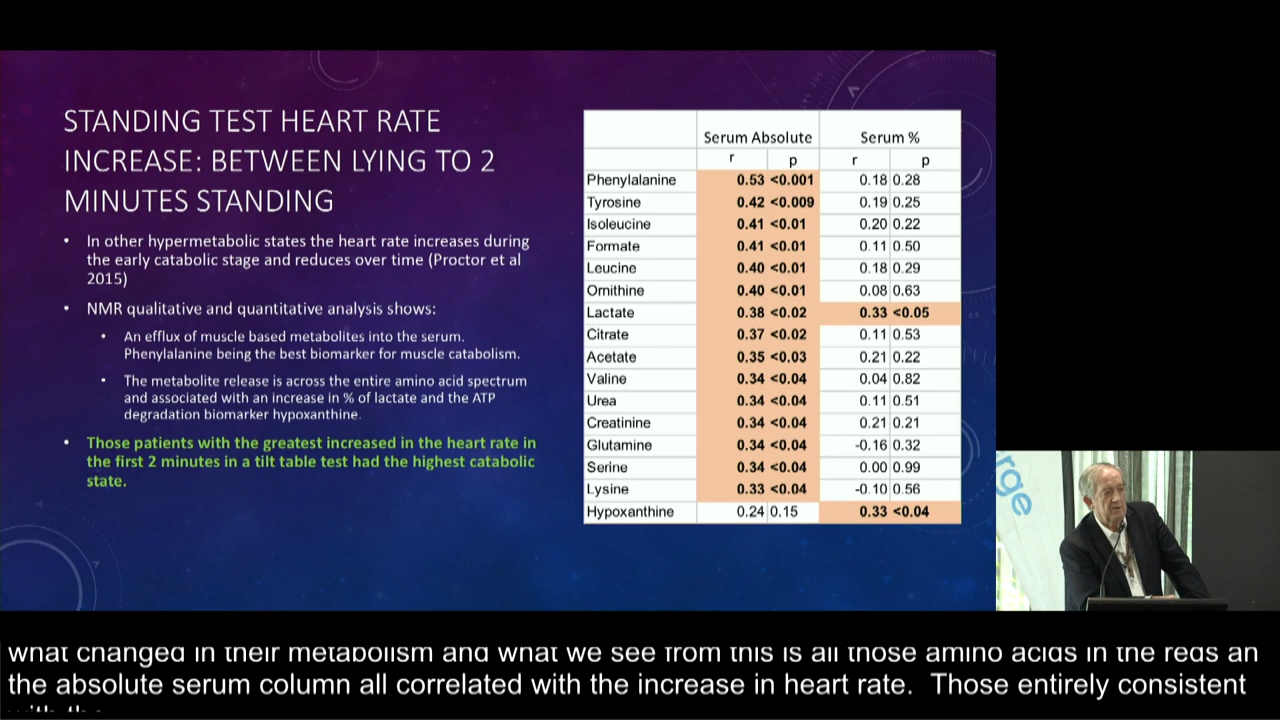 STANDING TEST HEART RATE
INCREASE: BETWEEN LYING TO 2
MINUTES STANDING
• In other hypermetabolic states the heart rate increases during
the early catabolic stage and reduces over time (Proctor et al
2015)
• NMR qualitative and quantitative analysis shows:
• An efflux of muscle based metabolites into the serum.
Phenylalanine being the best biomarker for muscle catabolism.
• The metabolite release is across the entire amino acid spectrum
and associated with an increase in % of lactate and the ATP
degradation biomarker hypoxanthine.
• Those patients with the greatest increased in the heart rate in
the first 2 minutes in a tilt table test had the highest catabolic
state.
Serum Absolute Serum %
r p r p
Phenylalanine 0.53 <0.001 0.18 0.28
Tyrosine 0.42 <0.009 0.19 0.25
Isoleucine 0.41 <0.01 0.20 0.22
Formate 0.41 <0.01 0.11 0.50
Leucine 0.40 <0.01 0.18 0.29
Ornithine 0.40 <0.01 0.08 0.63
Lactate 0.38 <0.02 0.33 <0.05
Citrate 0.37 <0.02 0.11 0.53
Acetate 0.35 <0.03 0.21 0.22
Valine 0.34 <0.04 0.04 0.82
Urea 0.34 <0.04 0.11 0.51
Creatinine 0.34 <0.04 0.21 0.21
Glutamine 0.34 <0.04 -0.16 0.32
Serine 0.34 <0.04 0.00 0.99
Lysine 0.33 <0.04 -0.10 0.56
Hypoxanthine 0.24 0.15 0.33 <0.04
rge
what changed in their metabolism and what we see from this is all those amino acids in the reds an
the absolute serum column all correlated with the increase in heart rate. Those entirely consistent